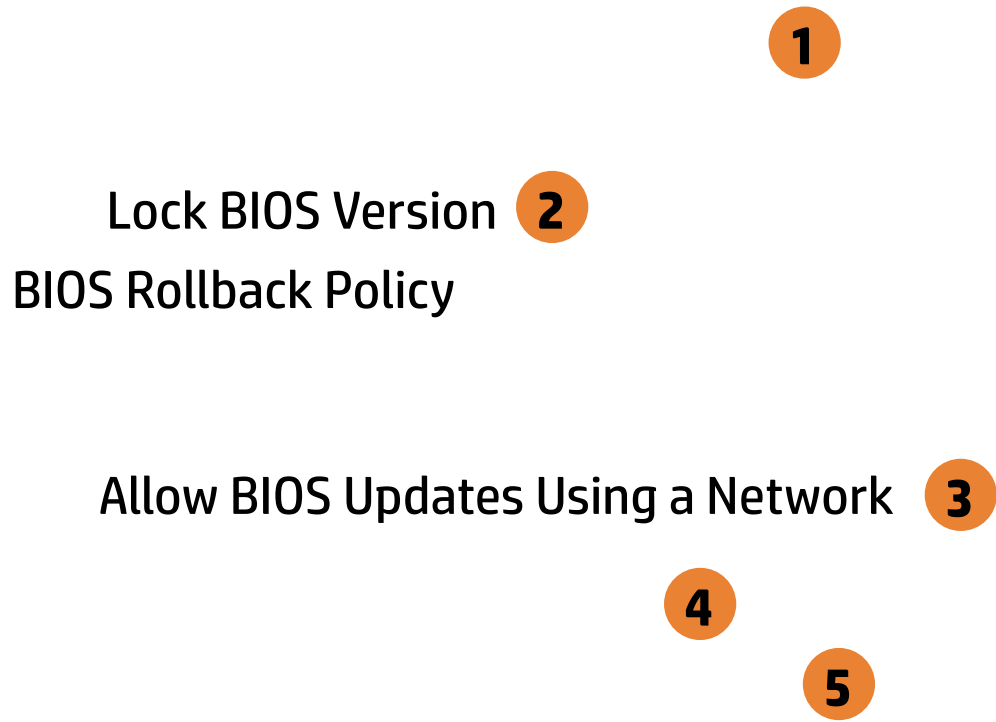 1
Lock BIOS Version 2
BIOS Rollback Policy
Allow BIOS Updates Using a Network 3
4
5